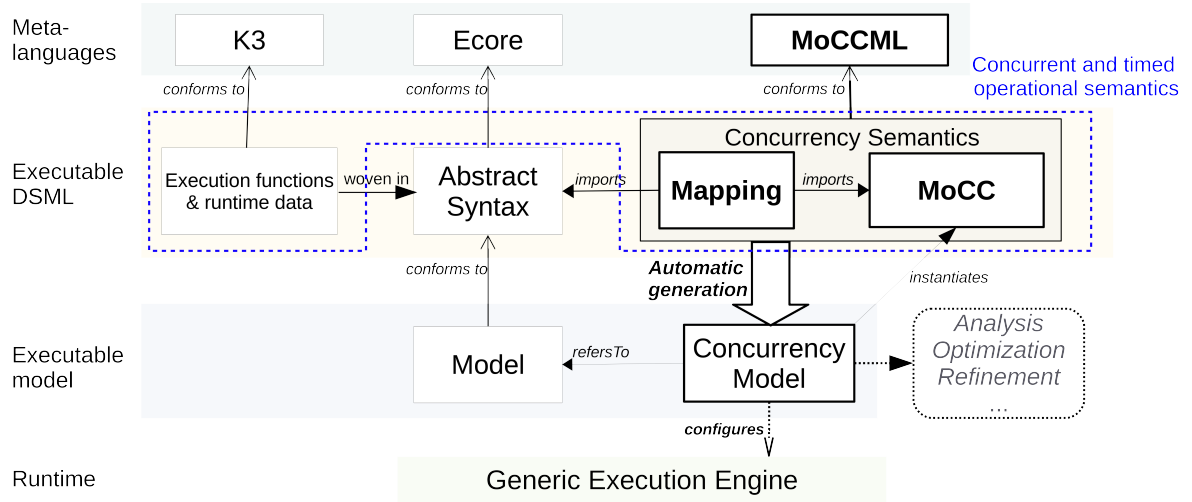 Meta-
languages
K3
Ecore
MoCCML
conforms to
conforms to
conforms to
Concurrent and timed
operational semantics
Executable
DSML
Execution functions
& runtime data
woven in
Abstract
Syntax
imports
Concurrency Semantics
Mapping
imports
MoCC
conforms to
Automatic
generation
instantiates
Executable
model
Model
refersTo
Concurrency
Model
Analysis
Optimization
Refinement
...
configures
Runtime
Generic Execution Engine